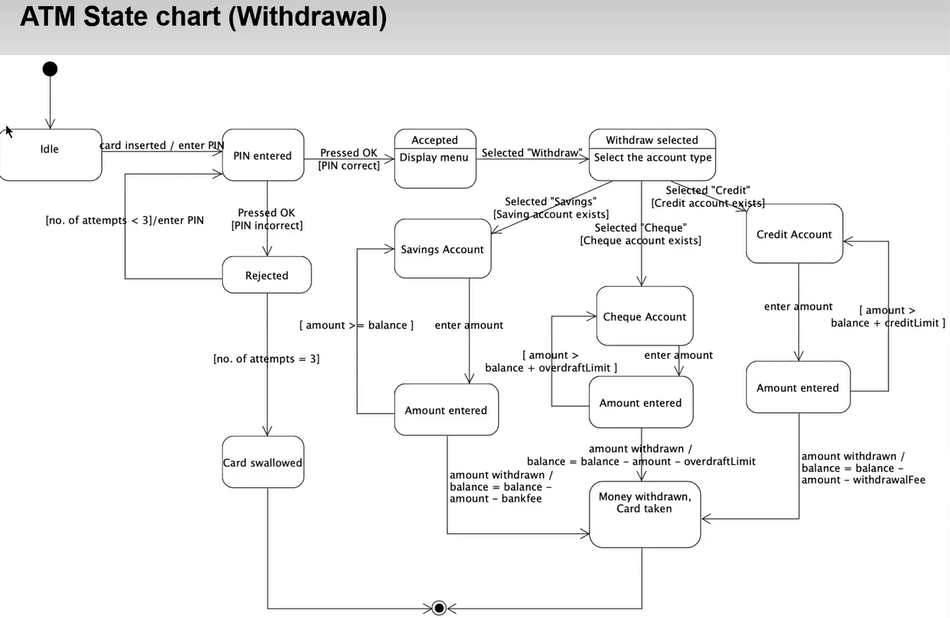 ATM State chart (Withdrawal)
Idle
card inserted / enter PIN
PIN entered
Pressed OK
[PIN correct]
Accepted
Display menu
Selected "Withdraw"
Withdraw selected
Select the account type
[no. of attempts < 3]/enter PIN
Pressed OK
[PIN incorrect]
Rejected
[no. of attempts = 3]
Card swallowed
Selected "Savings"
[Saving account exists]
Selected "Cheque"
[Cheque account exists]
Selected "Credit"
[Credit account exists]
Savings Account
Cheque Account
Credit Account
[ amount >= balance ]
enter amount
[ amount >
balance + overdraftLimit ]
enter amount
enter amount
[ amount >
balance + creditLimit ]
Amount entered
Amount entered
Amount entered
amount withdrawn /
balance = balance -
amount - bankfee
amount withdrawn /
balance = balance - amount - overdraftLimit
amount withdrawn /
balance = balance -
amount - withdrawalFee
Money withdrawn,
Card taken